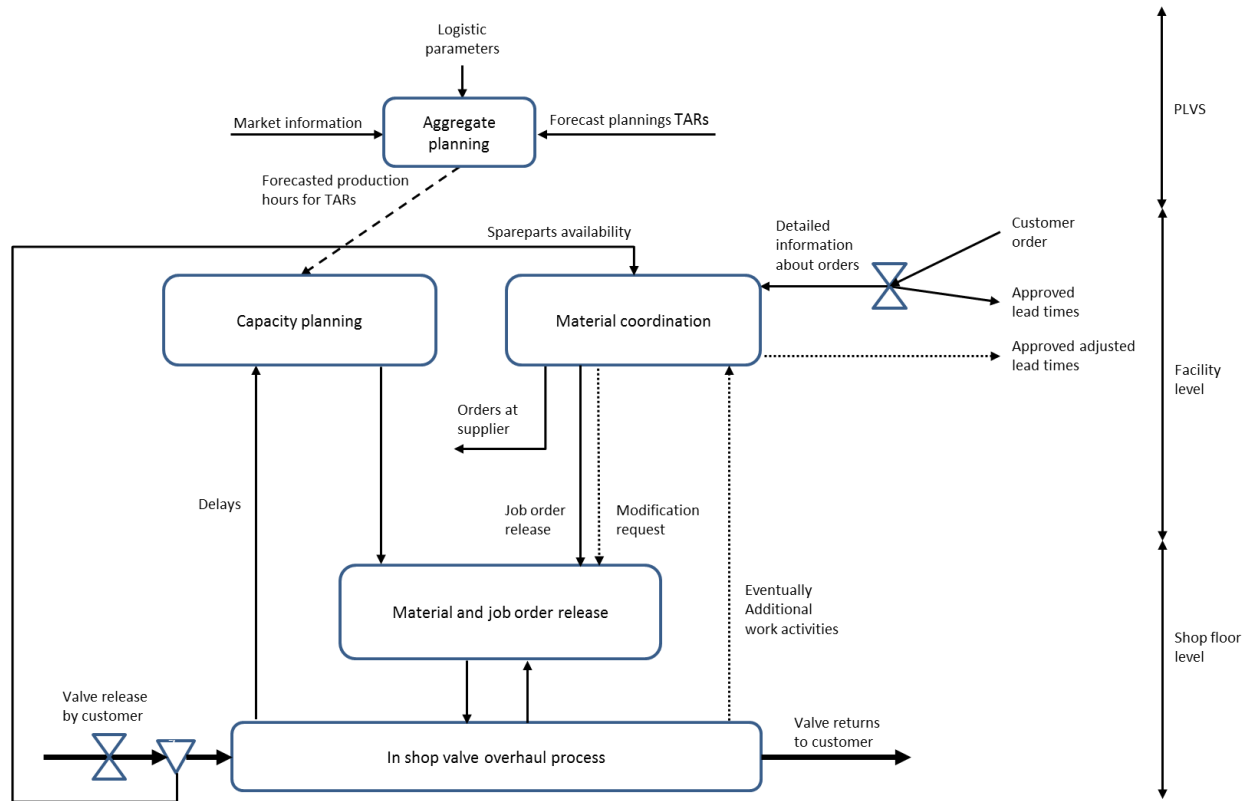 Logistic
parameters
PLVS
Market information
Aggregate
planning
Forecast plannings TARs
Forecasted production
hours for TARs
Spareparts availability
Detailed
information
about orders
Customer
order
Capacity planning
Material coordination
Approved
lead times
Approved adjusted
lead times
Facility
level
Orders at
supplier
Delays
Job order
release
Modification
request
Eventually
Additional
work activities
Material and job order release
Shop floor
level
Valve release
by customer
In shop valve overhaul process
Valve returns
to customer